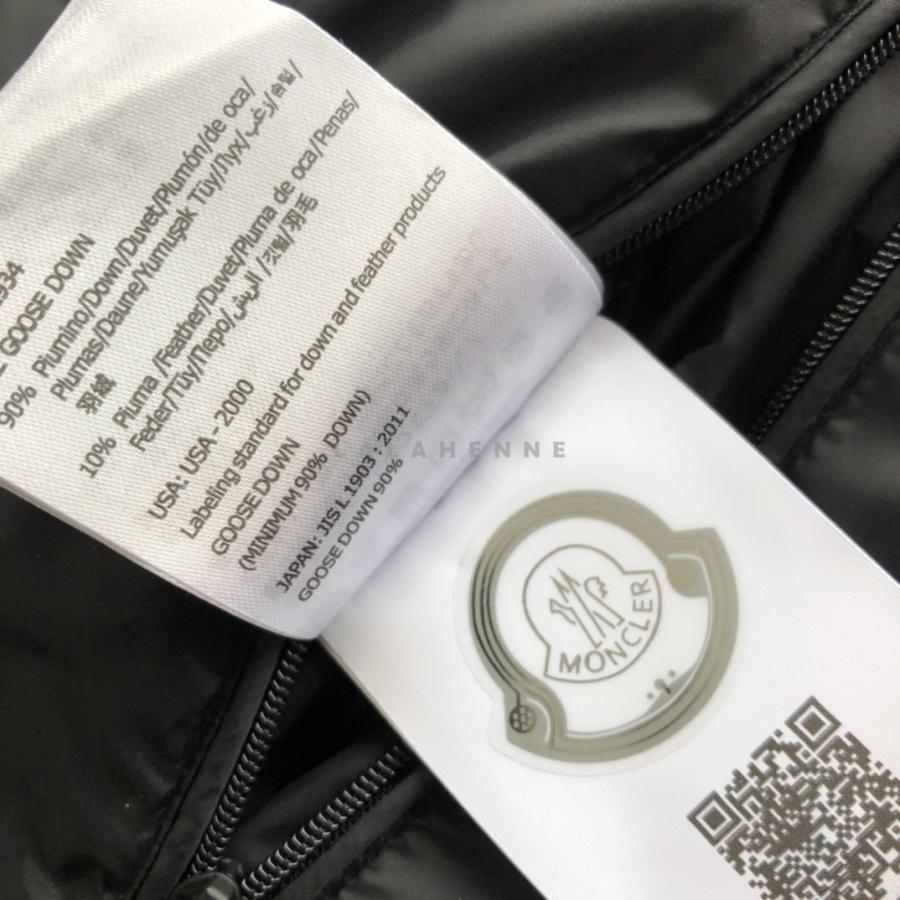 934
GOOSE DOWN
90% Piumino/Down/Duvet/Plumón/de oca/
Plumas/Daune/Yumuşak Tüy/Пух/زغب/솜털/
羽絨
10% Piuma /Feather/Duvet/Pluma de oca/Penas/
Feder/Tüy/Перо/الريش/깃털/羽毛
USA: USA - 2000
Labeling standard for down and feather products
GOOSE DOWN
(MINIMUM 90% DOWN)
JAPAN: JIS L 1903 : 2011
GOOSE DOWN 90%
AHENNE
MONCLER